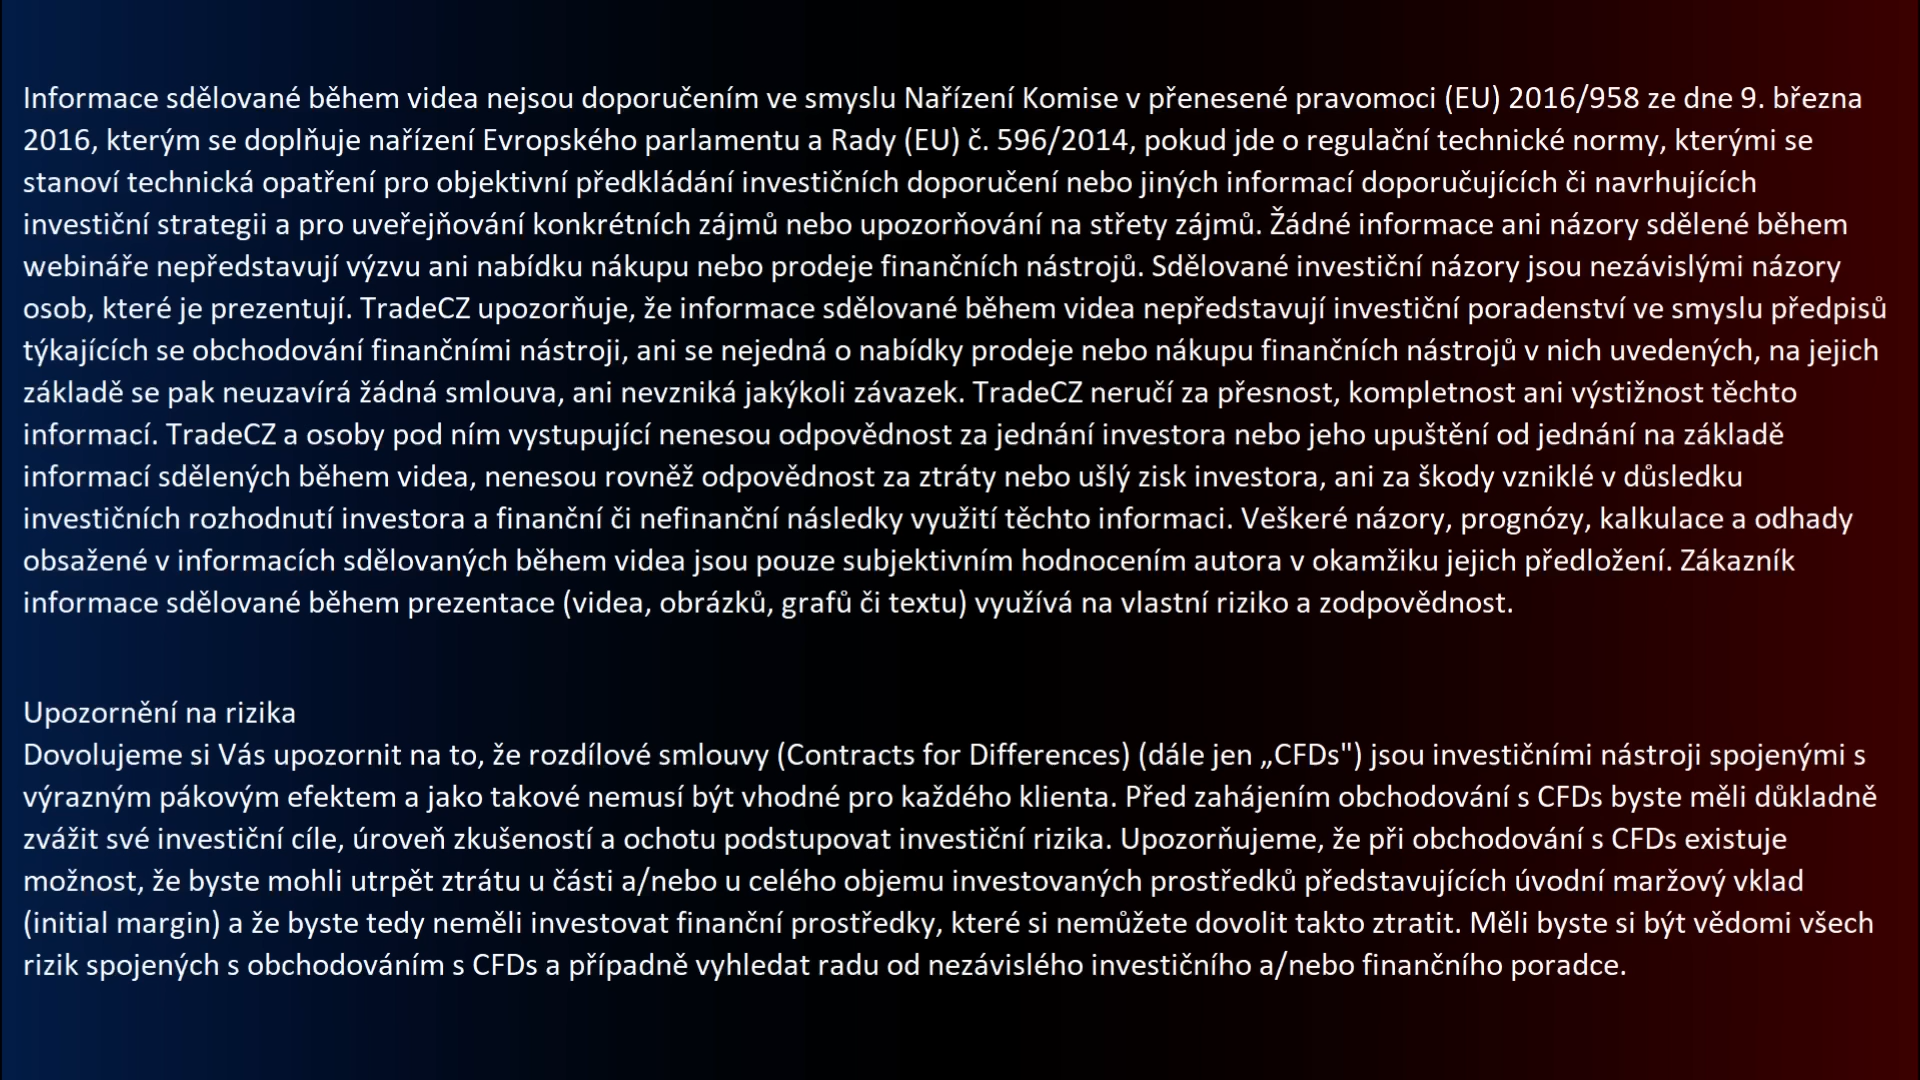 Informace sdělované během videa nejsou doporučením ve smyslu Nařízení Komise v přenesené pravomoci (EU) 2016/958 ze dne 9. března
2016, kterým se doplňuje nařízení Evropského parlamentu a Rady (EU) č. 596/2014, pokud jde o regulační technické normy, kterými se
stanoví technická opatření pro objektivní předkládání investičních doporučení nebo jiných informací doporučujících či navrhujících
investiční strategii a pro uveřejňování konkrétních zájmů nebo upozorňování na střety zájmů. Žádné informace ani názory sdělené během
webináře nepředstavují výzvu ani nabídku nákupu nebo prodeje finančních nástrojů. Sdělované investiční názory jsou nezávislými názory
osob, které je prezentují. TradeCZ upozorňuje, že informace sdělované během videa nepředstavují investiční poradenství ve smyslu předpisů
týkajících se obchodování finančními nástroji, ani se nejedná o nabídky prodeje nebo nákupu finančních nástrojů v nich uvedených, na jejich
základě se pak neuzavírá žádná smlouva, ani nevzniká jakýkoli závazek. TradeCZ neručí za přesnost, kompletnost ani výstižnost těchto
informací. TradeCZ a osoby pod ním vystupující nenesou odpovědnost za jednání investora nebo jeho upuštění od jednání na základě
informací sdělených během videa, nenesou rovněž odpovědnost za ztráty nebo ušlý zisk investora, ani za škody vzniklé v důsledku
investičních rozhodnutí investora a finanční či nefinanční následky využití těchto informaci. Veškeré názory, prognózy, kalkulace a odhady
obsažené v informacích sdělovaných během videa jsou pouze subjektivním hodnocením autora v okamžiku jejich předložení. Zákazník
informace sdělované během prezentace (videa, obrázků, grafů či textu) využívá na vlastní riziko a zodpovědnost.
Upozornění na rizika
Dovolujeme si Vás upozornit na to, že rozdílové smlouvy (Contracts for Differences) (dále jen „CFDs") jsou investičními nástroji spojenými s
výrazným pákovým efektem a jako takové nemusí být vhodné pro každého klienta. Před zahájením obchodování s CFDs byste měli důkladně
zvážit své investiční cíle, úroveň zkušeností a ochotu podstupovat investiční rizika. Upozorňujeme, že při obchodování s CFDs existuje
možnost, že byste mohli utrpět ztrátu u části a/nebo u celého objemu investovaných prostředků představujících úvodní maržový vklad
(initial margin) a že byste tedy neměli investovat finanční prostředky, které si nemůžete dovolit takto ztratit. Měli byste si být vědomi všech
rizik spojených s obchodováním s CFDs a případně vyhledat radu od nezávislého investičního a/nebo finančního poradce.